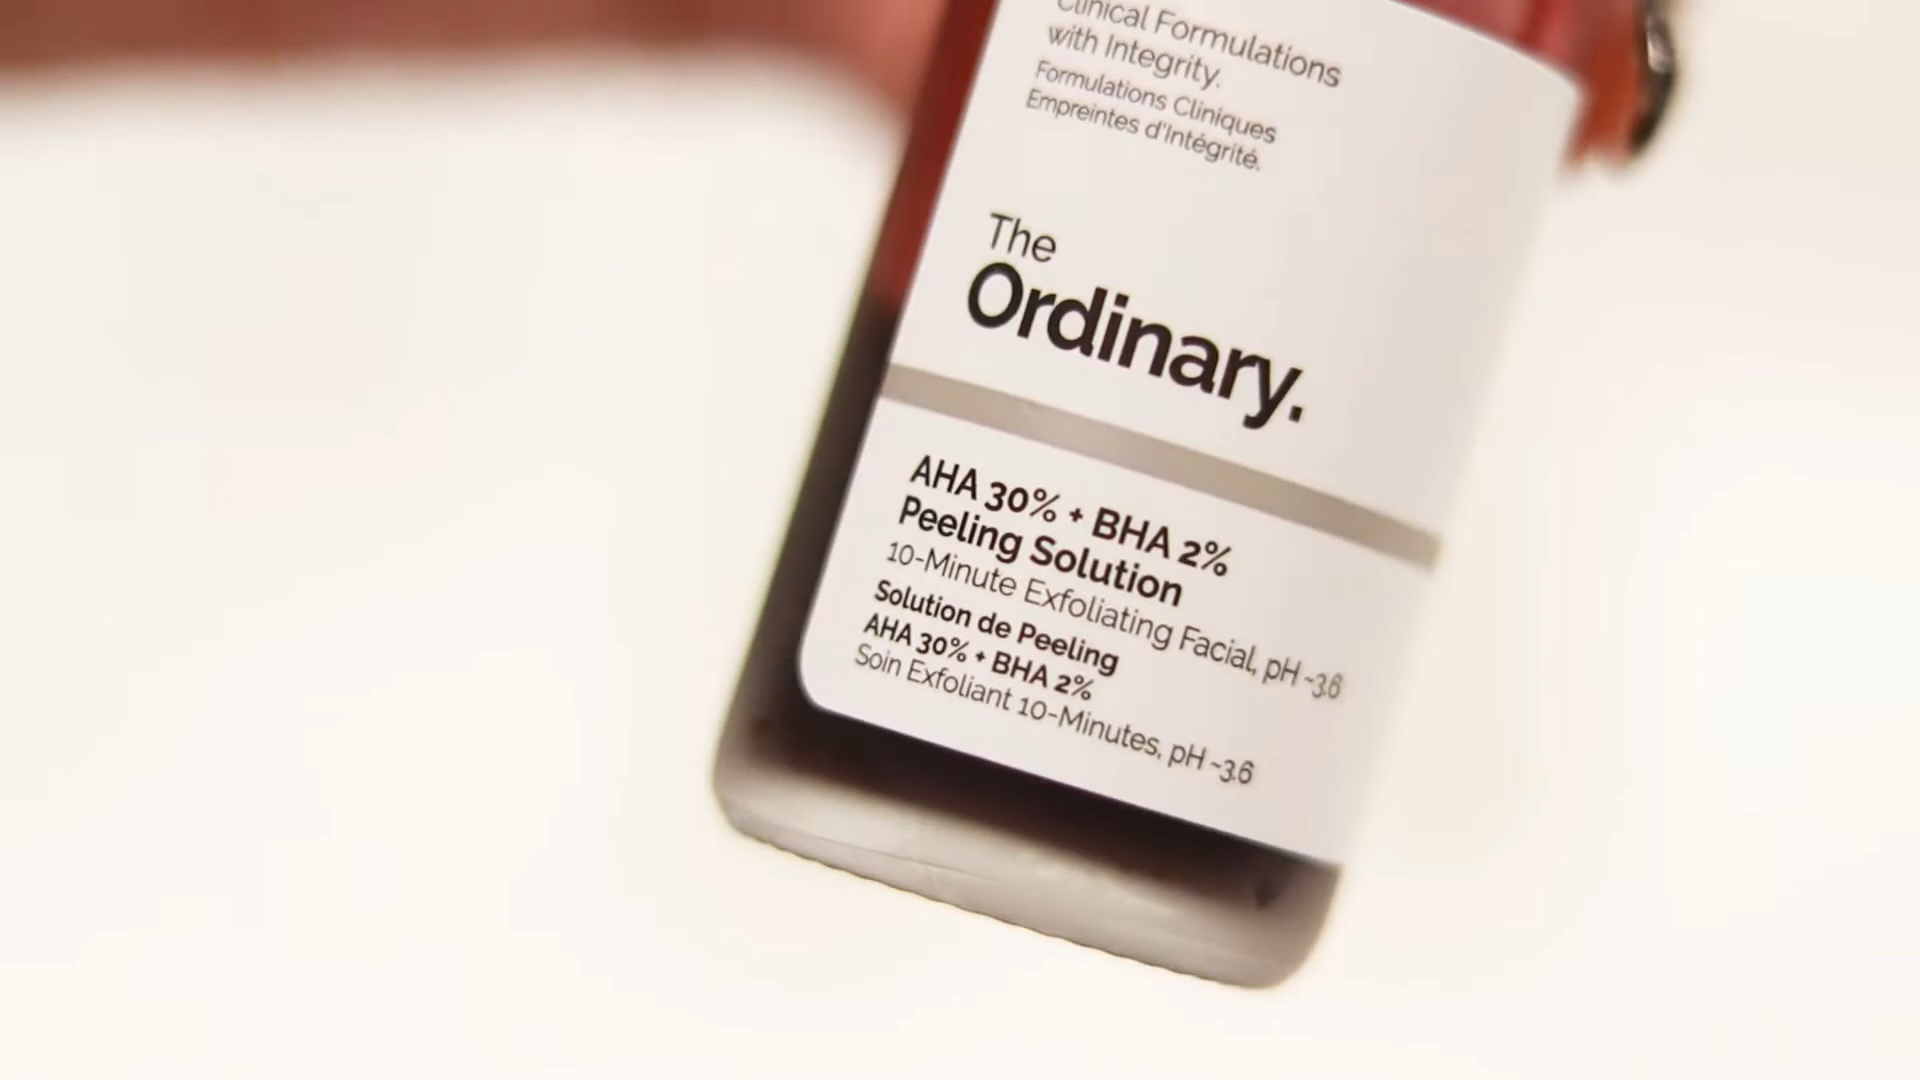 Clinical Formulations
with Integrity.
Formulations Cliniques
Empreintes d'Intégrité.
The
Ordinary.
AHA 30% + BHA 2%
Peeling Solution
10-Minute Exfoliating Facial, pH ~3.6
Solution de Peeling
AHA 30% + BHA 2%
Soin Exfoliant 10-Minutes, pH ~3.6